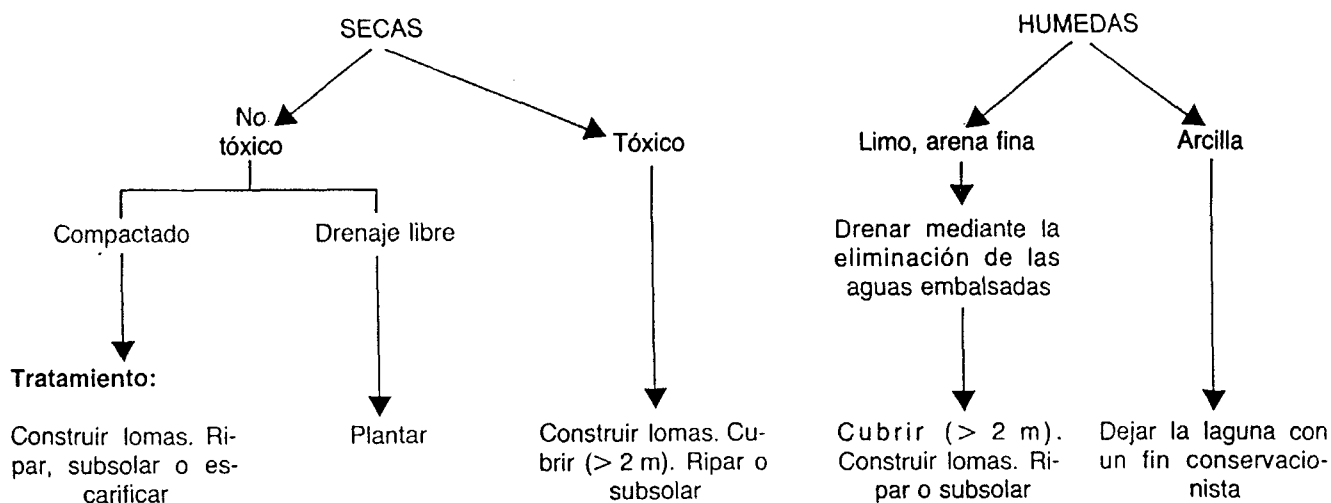 SECAS
HUMEDAS
No
tóxico
Tóxico
Limo, arena fina
Arcilla
Compactado
Drenaje libre
Drenar mediante la
eliminación de las
aguas embalsadas
Tratamiento:
Construir lomas. Ri-
par, subsolar o es-
carificar
Plantar
Construir lomas. Cu-
brir (> 2 m). Ripar o
subsolar
Cubrir (> 2 m).
Construir lomas. Ri-
par o subsolar
Dejar la laguna con
un fin conservacio-
nista